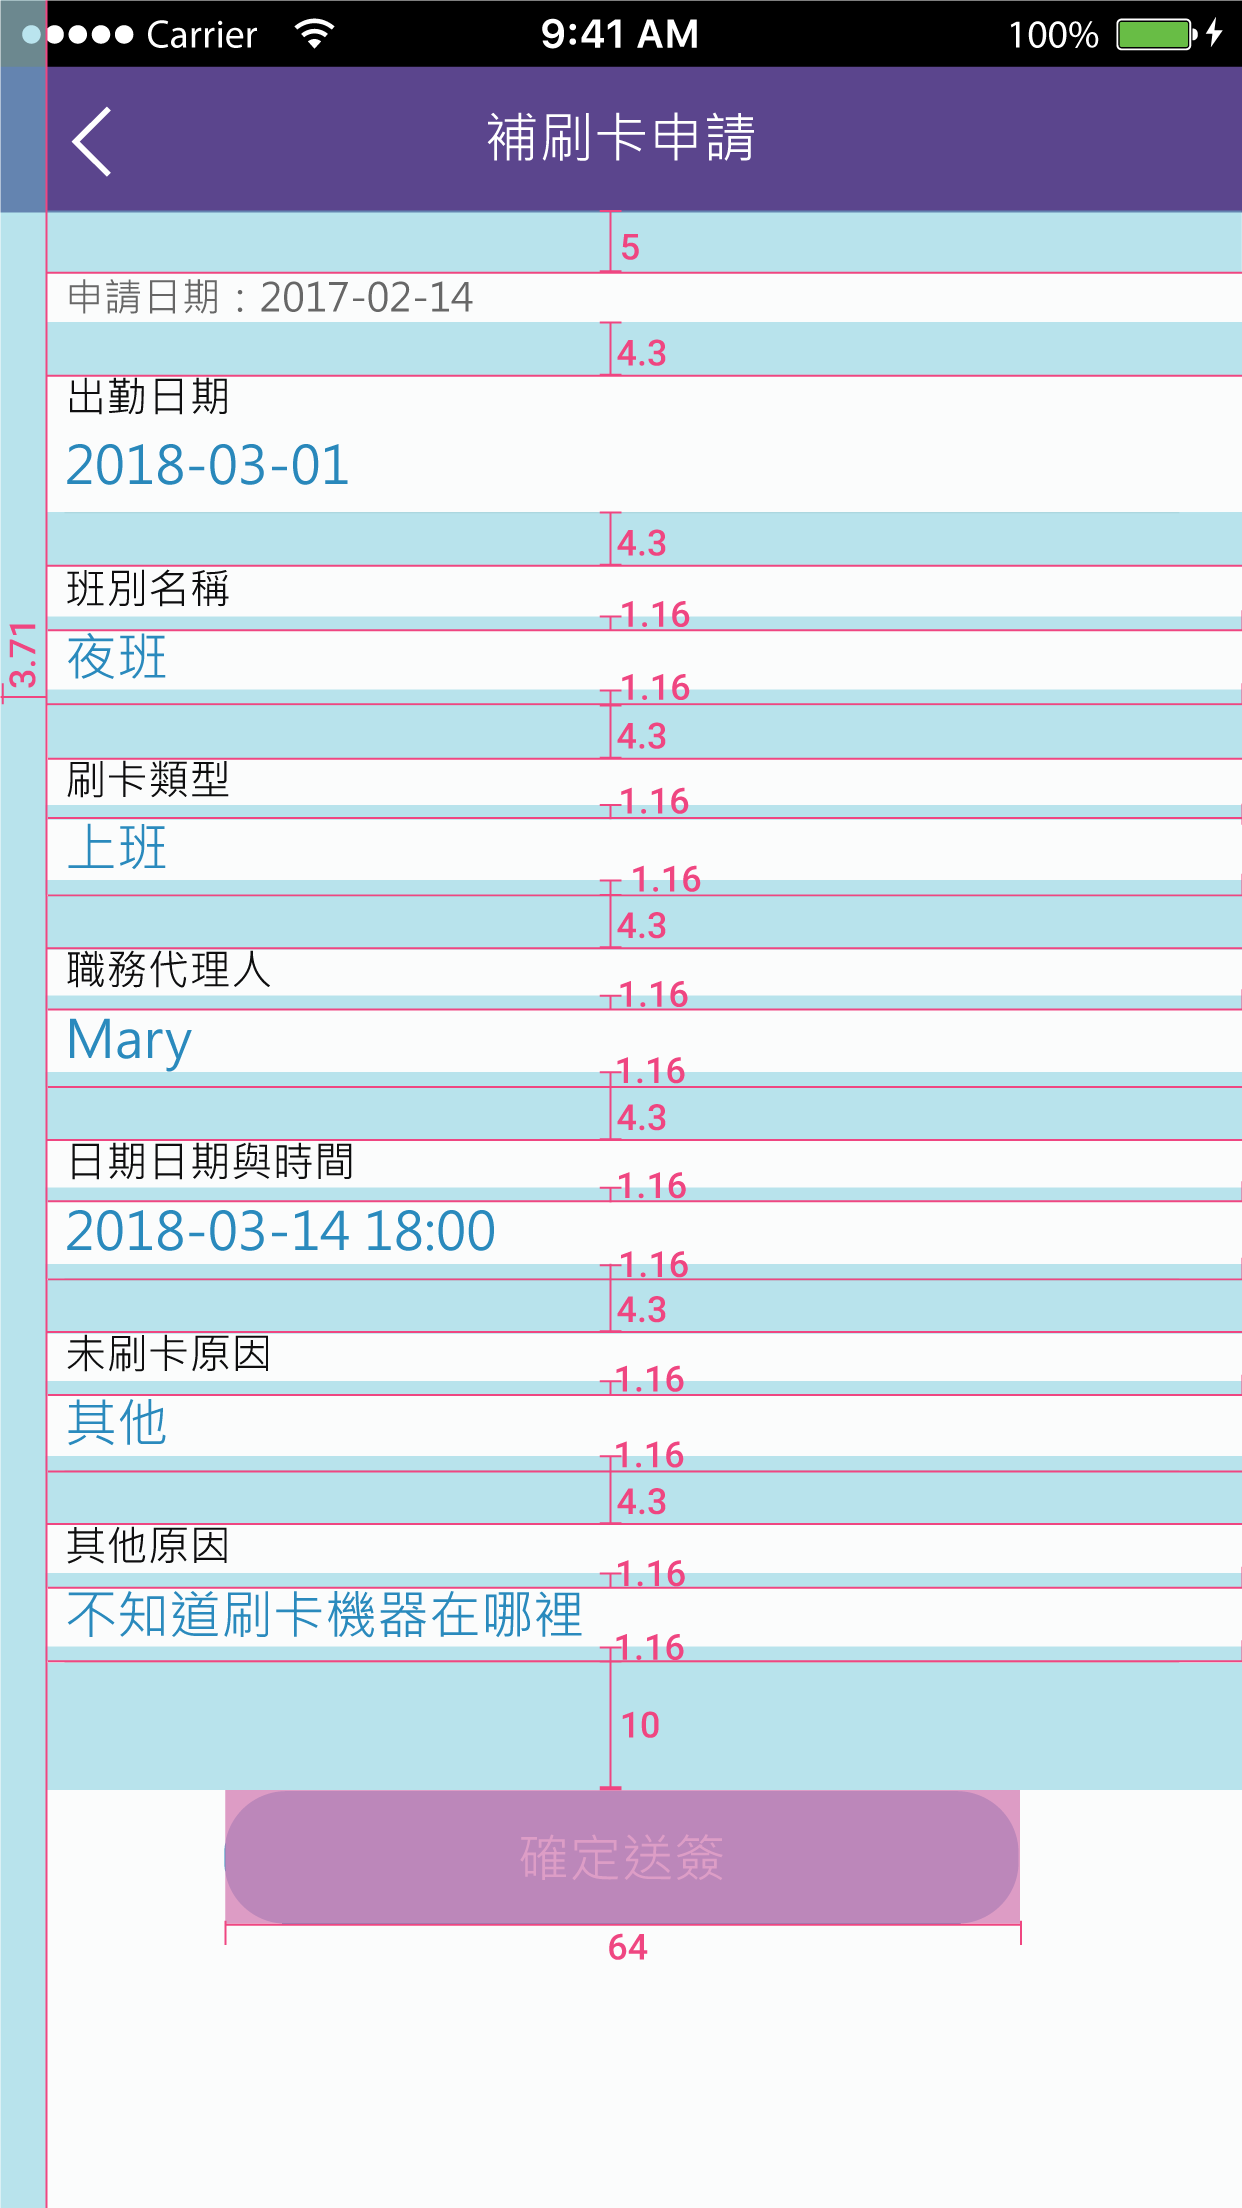 Carrier 9:41 AM 100%
補刷卡申請
5
申請日期：2017-02-14
4.3
出勤日期
2018-03-01
4.3
班別名稱
1.16
夜班
3.71
1.16
4.3
刷卡類型
1.16
上班
1.16
4.3
職務代理人
1.16
Mary
1.16
4.3
日期日期與時間
1.16
2018-03-14 18:00
1.16
4.3
未刷卡原因
1.16
其他
1.16
4.3
其他原因
1.16
不知道刷卡機器在哪裡
1.16
10
確定送簽
64